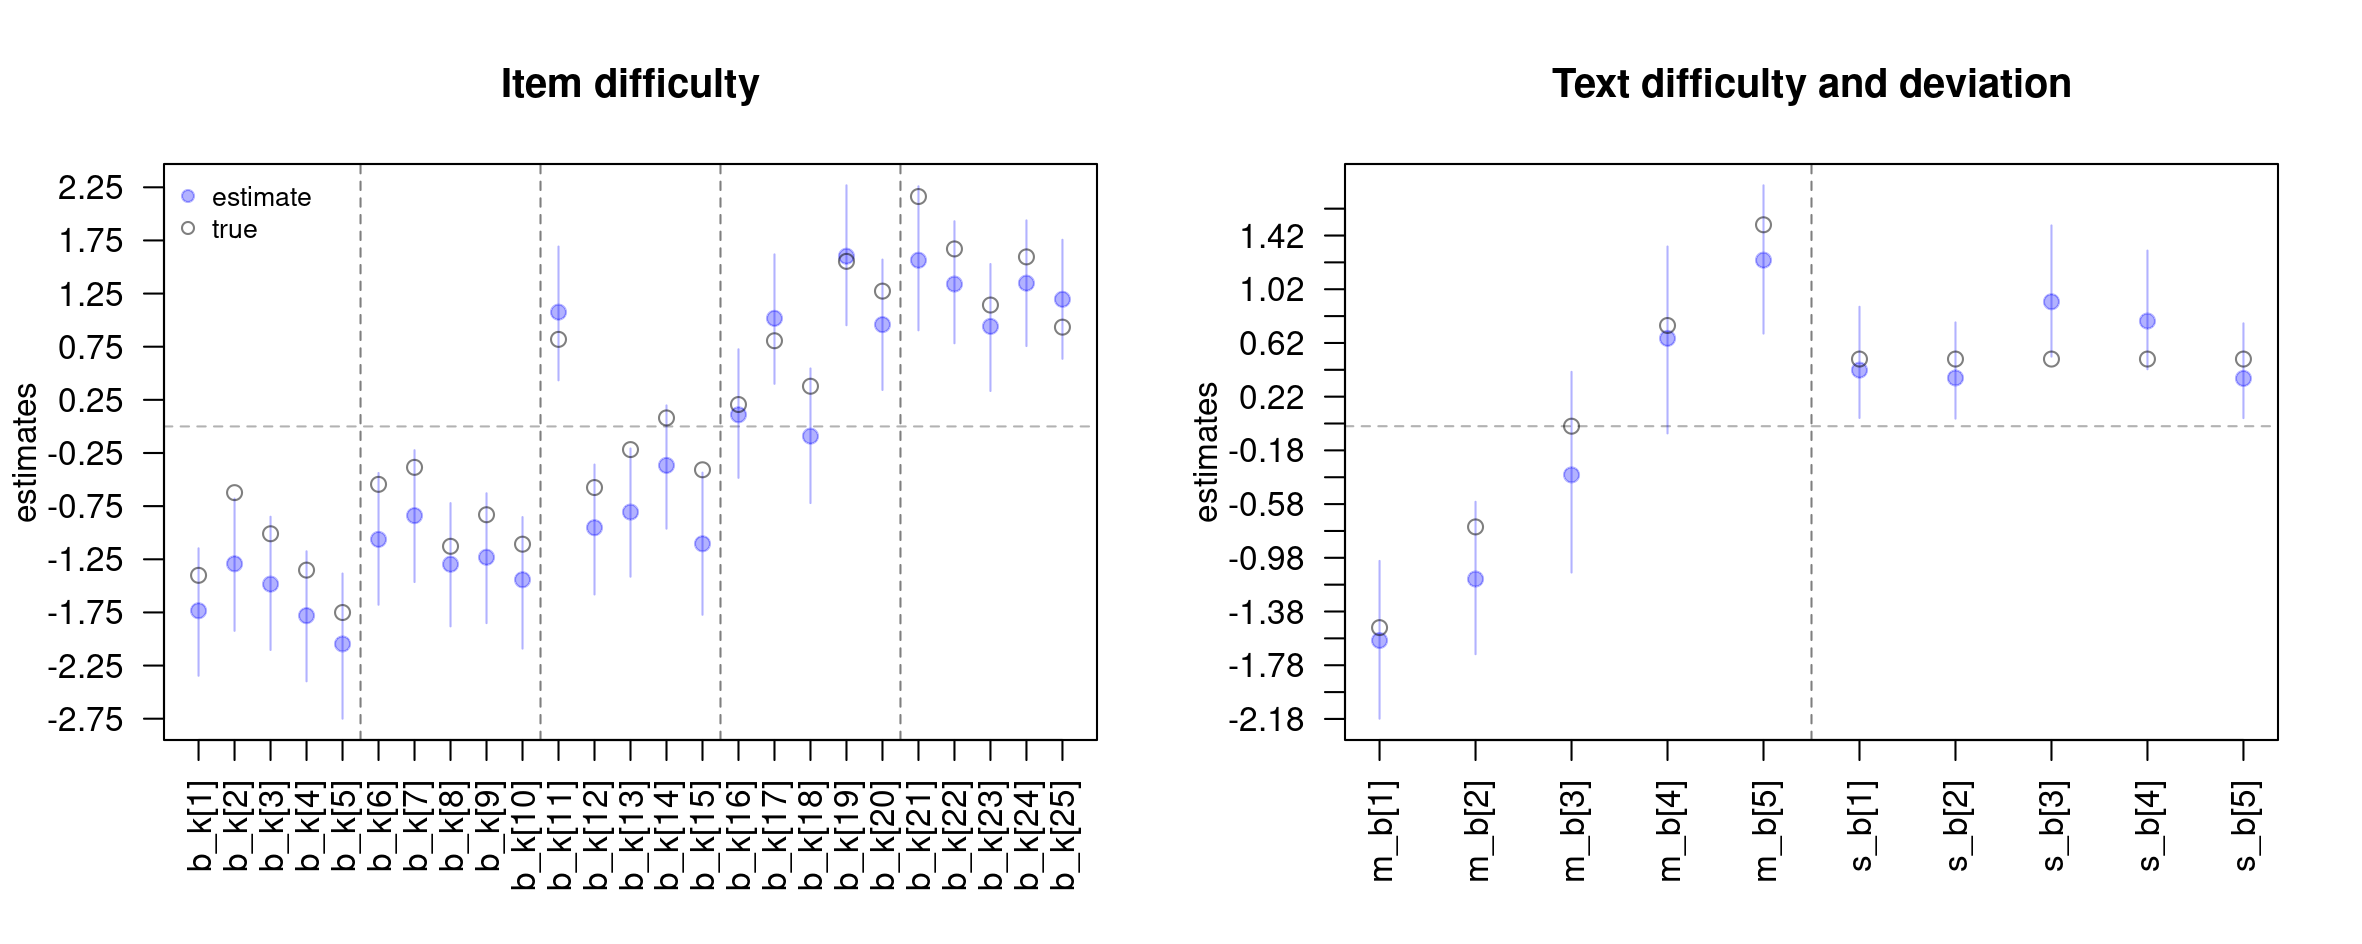 Item difficulty
estimate
true
estimates
2.25
1.75
1.25
0.75
0.25
-0.25
-0.75
-1.25
-1.75
-2.25
-2.75
b_k[1]
b_k[2]
b_k[3]
b_k[4]
b_k[5]
b_k[6]
b_k[7]
b_k[8]
b_k[9]
b_k[10]
b_k[11]
b_k[12]
b_k[13]
b_k[14]
b_k[15]
b_k[16]
b_k[17]
b_k[18]
b_k[19]
b_k[20]
b_k[21]
b_k[22]
b_k[23]
b_k[24]
b_k[25]
Text difficulty and deviation
estimates
1.42
1.02
0.62
0.22
-0.18
-0.58
-0.98
-1.38
-1.78
-2.18
m_b[1]
m_b[2]
m_b[3]
m_b[4]
m_b[5]
s_b[1]
s_b[2]
s_b[3]
s_b[4]
s_b[5]